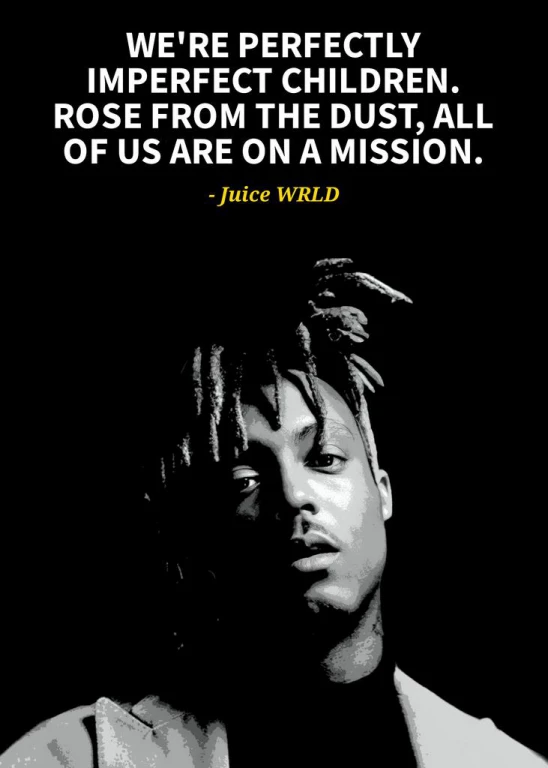 WE'RE PERFECTLY
IMPERFECT CHILDREN.
ROSE FROM THE DUST, ALL
OF US ARE ON A MISSION.
- Juice WRLD